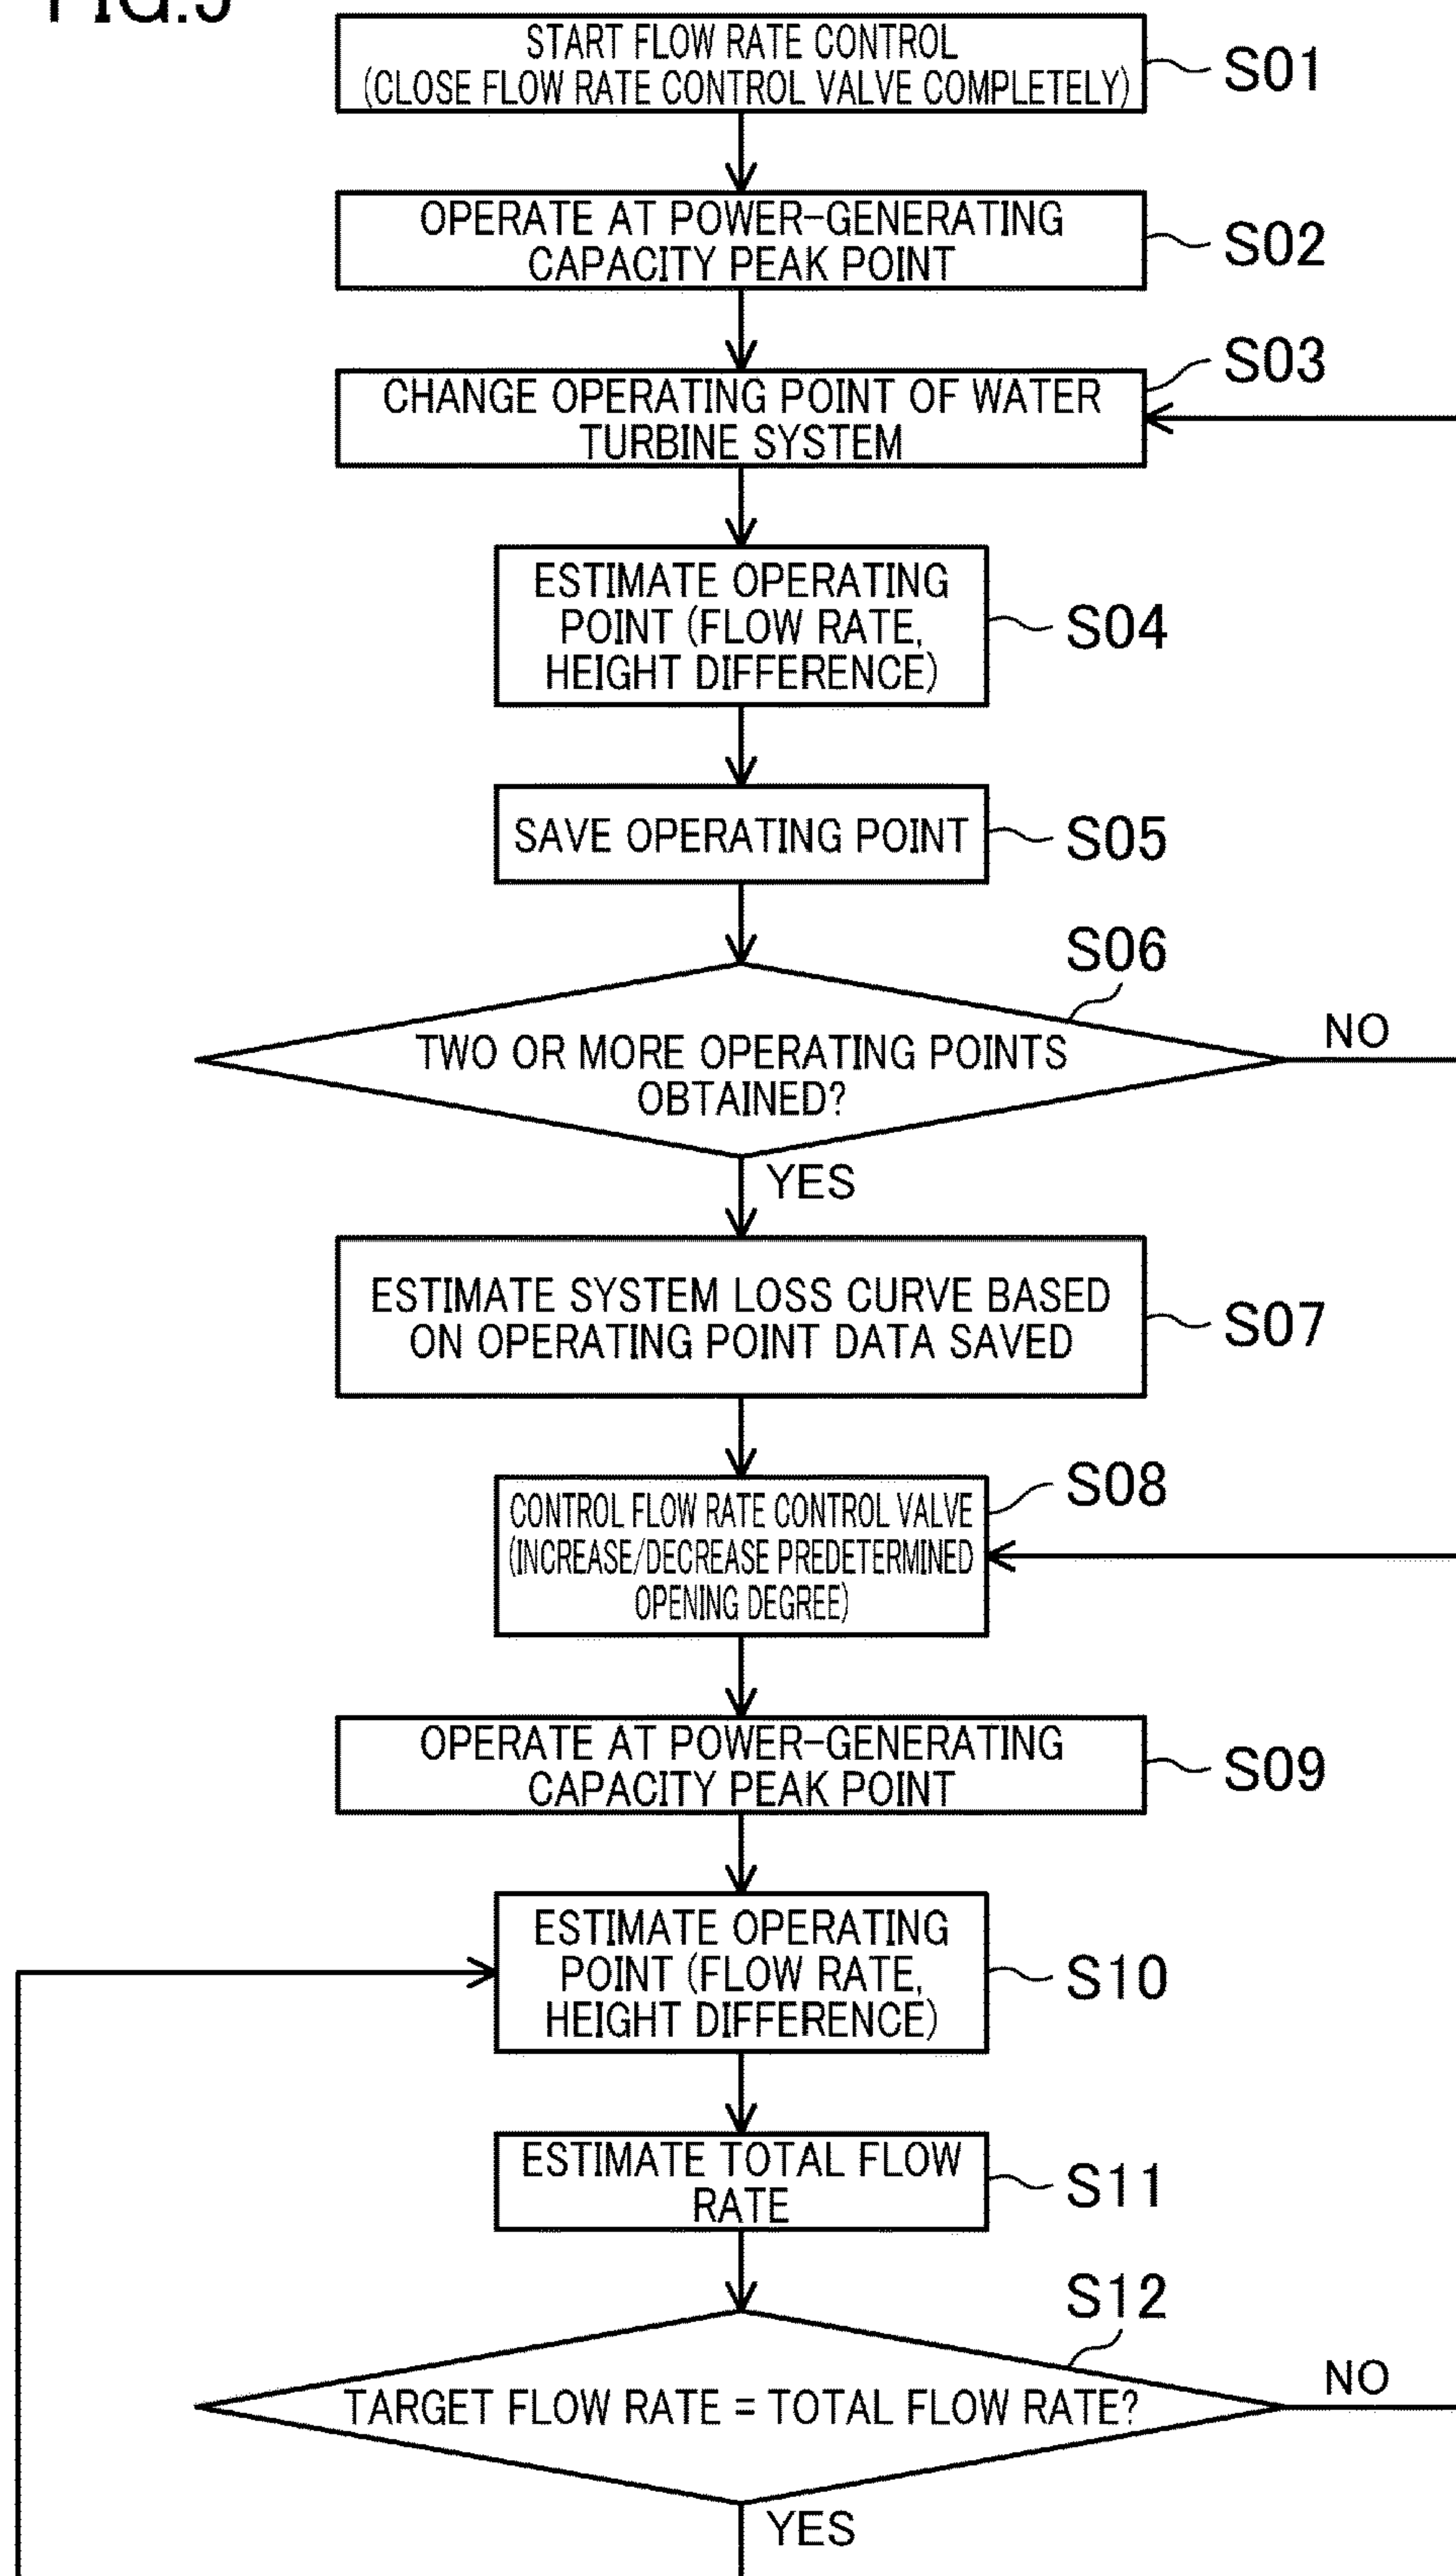 START FLOW RATE CONTROL
(CLOSE FLOW RATE CONTROL VALVE COMPLETELY)
S01
OPERATE AT POWER-GENERATING
CAPACITY PEAK POINT
S02
CHANGE OPERATING POINT OF WATER
TURBINE SYSTEM
S03
ESTIMATE OPERATING
POINT (FLOW RATE,
HEIGHT DIFFERENCE)
S04
SAVE OPERATING POINT
S05
S06
TWO OR MORE OPERATING POINTS
OBTAINED?
NO
YES
ESTIMATE SYSTEM LOSS CURVE BASED
ON OPERATING POINT DATA SAVED
S07
CONTROL FLOW RATE CONTROL VALVE
(INCREASE/DECREASE PREDETERMINED
OPENING DEGREE)
S08
OPERATE AT POWER-GENERATING
CAPACITY PEAK POINT
S09
ESTIMATE OPERATING
POINT (FLOW RATE,
HEIGHT DIFFERENCE)
S10
ESTIMATE TOTAL FLOW
RATE
S11
S12
TARGET FLOW RATE = TOTAL FLOW RATE?
NO
YES